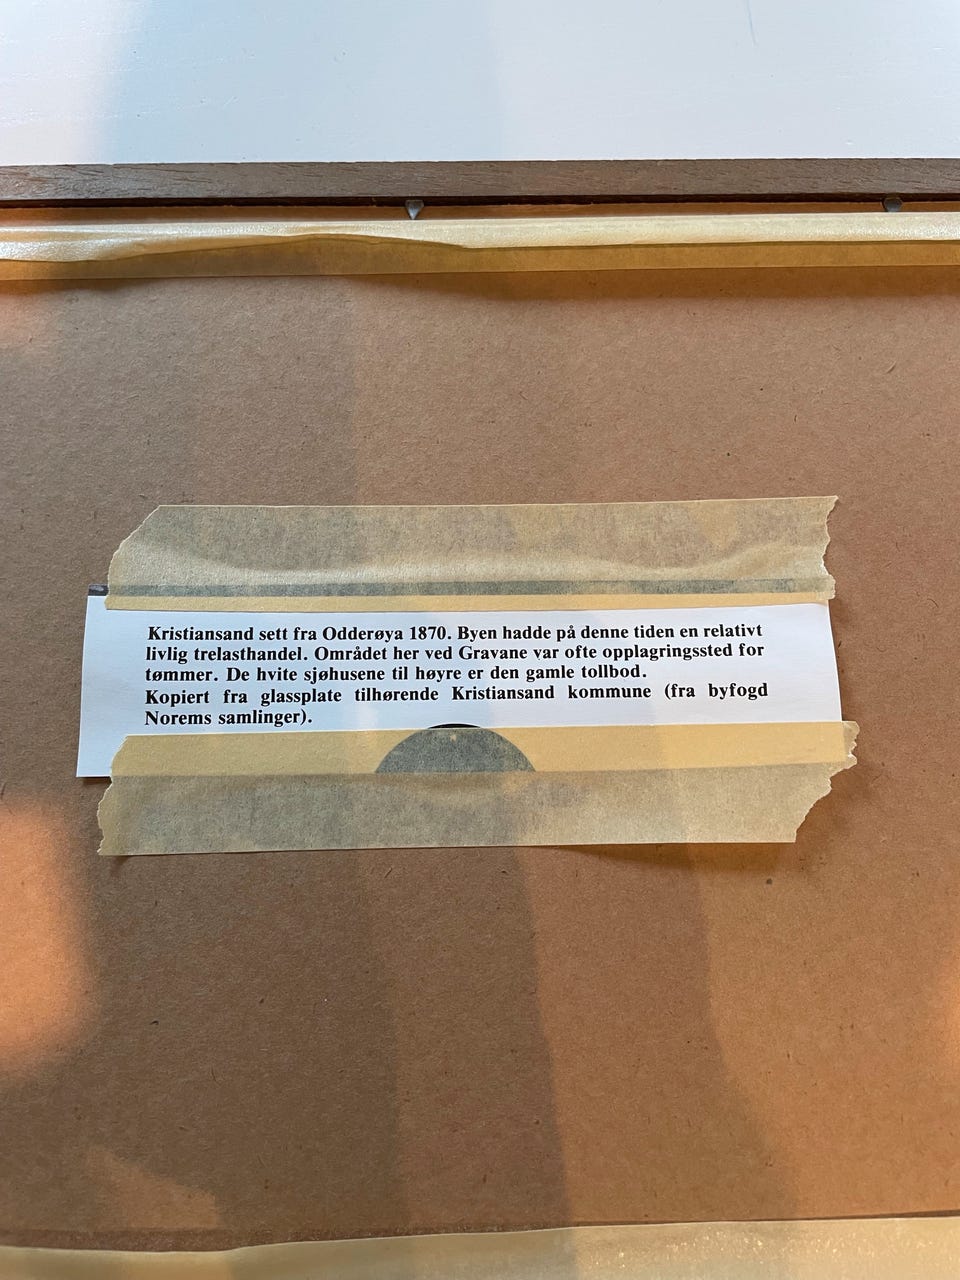 Kristiansand sett fra Odderøya 1870. Byen hadde på denne tiden en relativt
livlig trelasthandel. Området her ved Gravane var ofte opplagringssted for
tømmer. De hvite sjøhusene til høyre er den gamle tollbod.
Kopiert fra glassplate tilhørende Kristiansand kommune (fra byfogd
Norems samlinger).